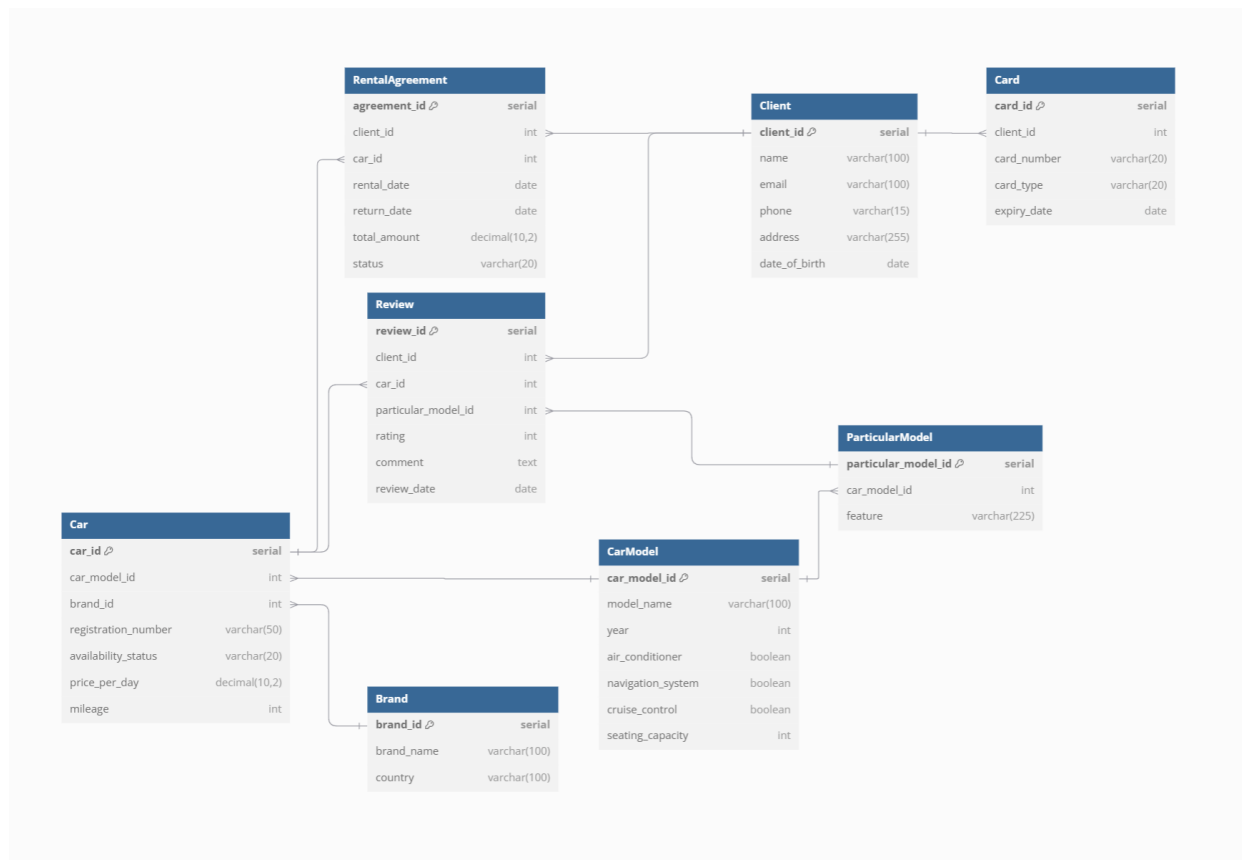 RentalAgreement
agreement_id serial
client_id int
car_id int
rental_date date
return_date date
total_amount decimal(10,2)
status varchar(20)
Client
client_id serial
name varchar(100)
email varchar(100)
phone varchar(15)
address varchar(255)
date_of_birth date
Card
card_id serial
client_id int
card_number varchar(20)
card_type varchar(20)
expiry_date date
Review
review_id serial
client_id int
car_id int
particular_model_id int
rating int
comment text
review_date date
ParticularModel
particular_model_id serial
car_model_id int
feature varchar(225)
Car
car_id serial
car_model_id int
brand_id int
registration_number varchar(50)
availability_status varchar(20)
price_per_day decimal(10,2)
mileage int
CarModel
car_model_id serial
model_name varchar(100)
year int
air_conditioner boolean
navigation_system boolean
cruise_control boolean
seating_capacity int
Brand
brand_id serial
brand_name varchar(100)
country varchar(100)